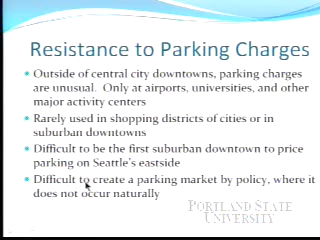 Resistance to Parking Charges
Outside of central city downtowns, parking charges
are unusual. Only at airports, universities, and other
major activity centers
Rarely used in shopping districts of cities or in
suburban downtowns
Difficult to be the first suburban downtown to price
parking on Seattle's eastside
Difficult to create a parking market by policy, where it
does not occur naturally
PORTLAND STATE
UNIVERSITY